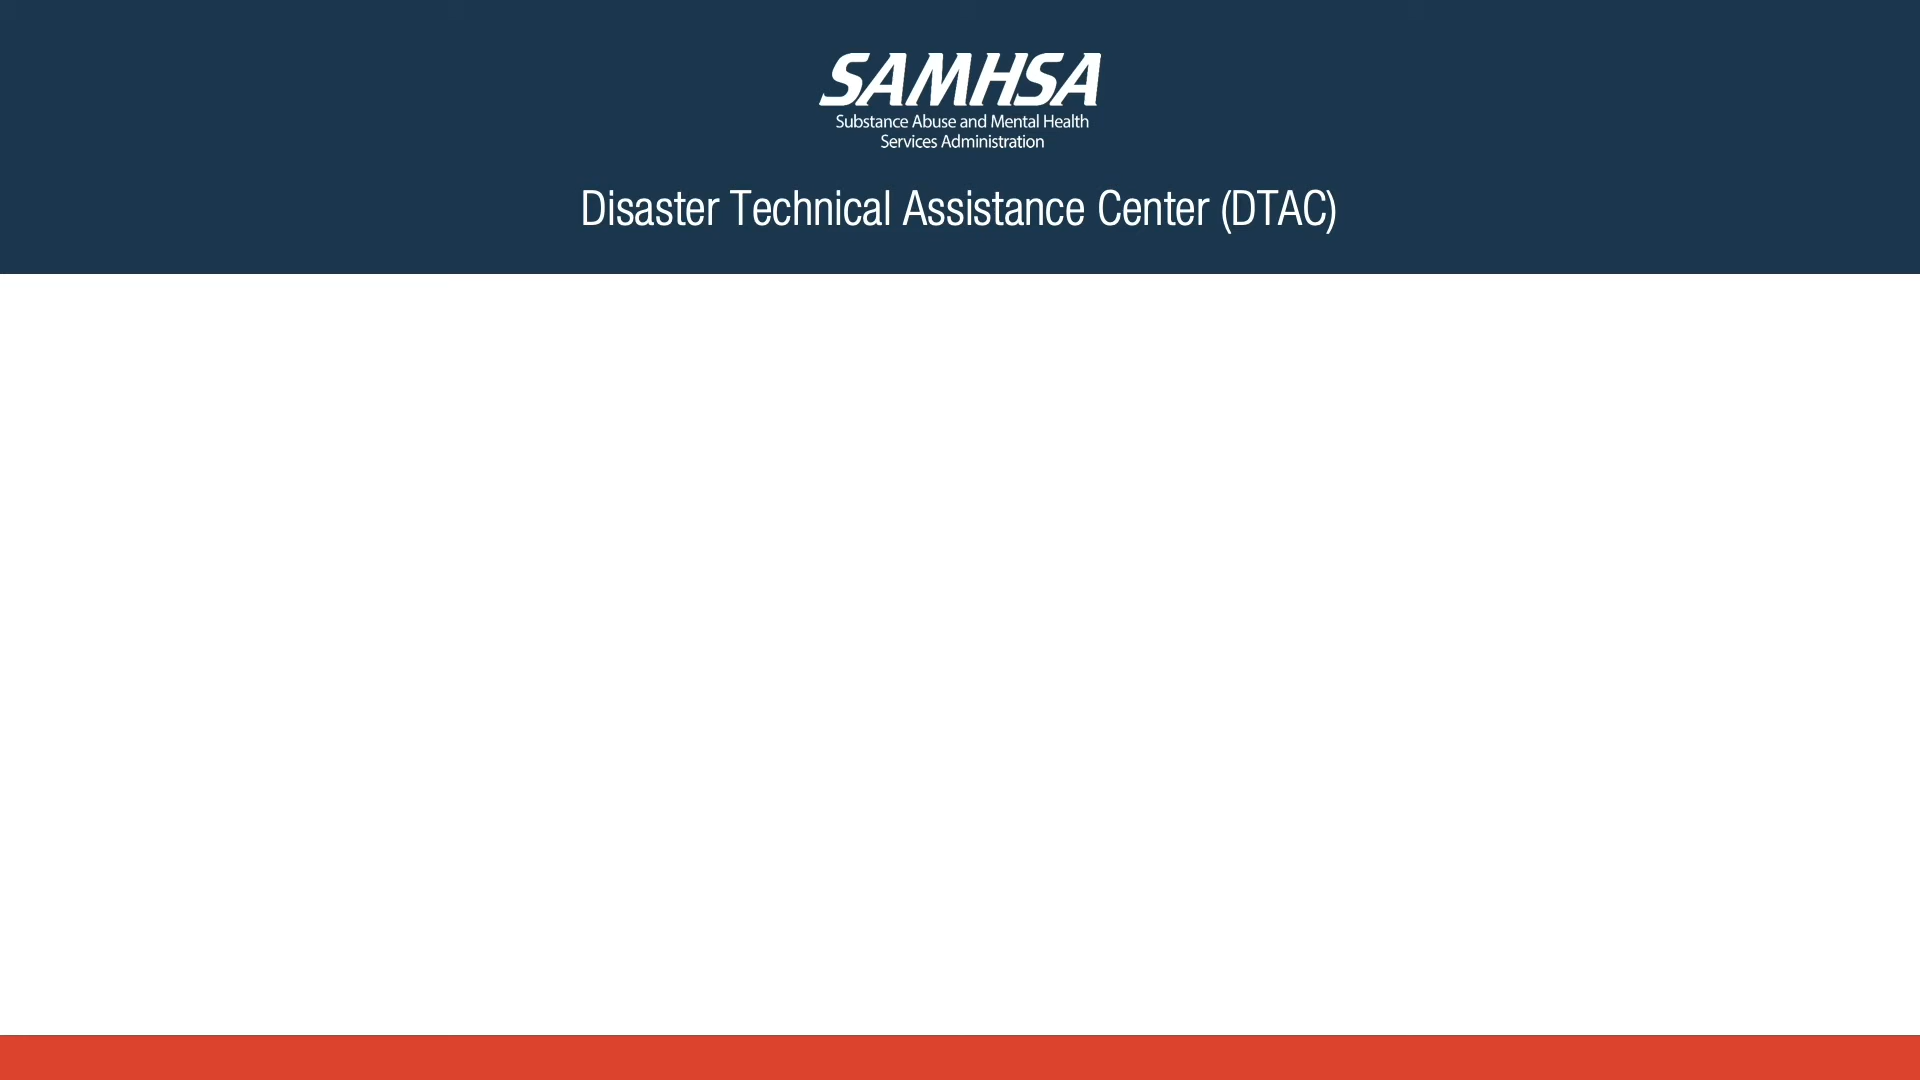 SAMHSA
Substance Abuse and Mental Health
Services Administration
Disaster Technical Assistance Center (DTAC)